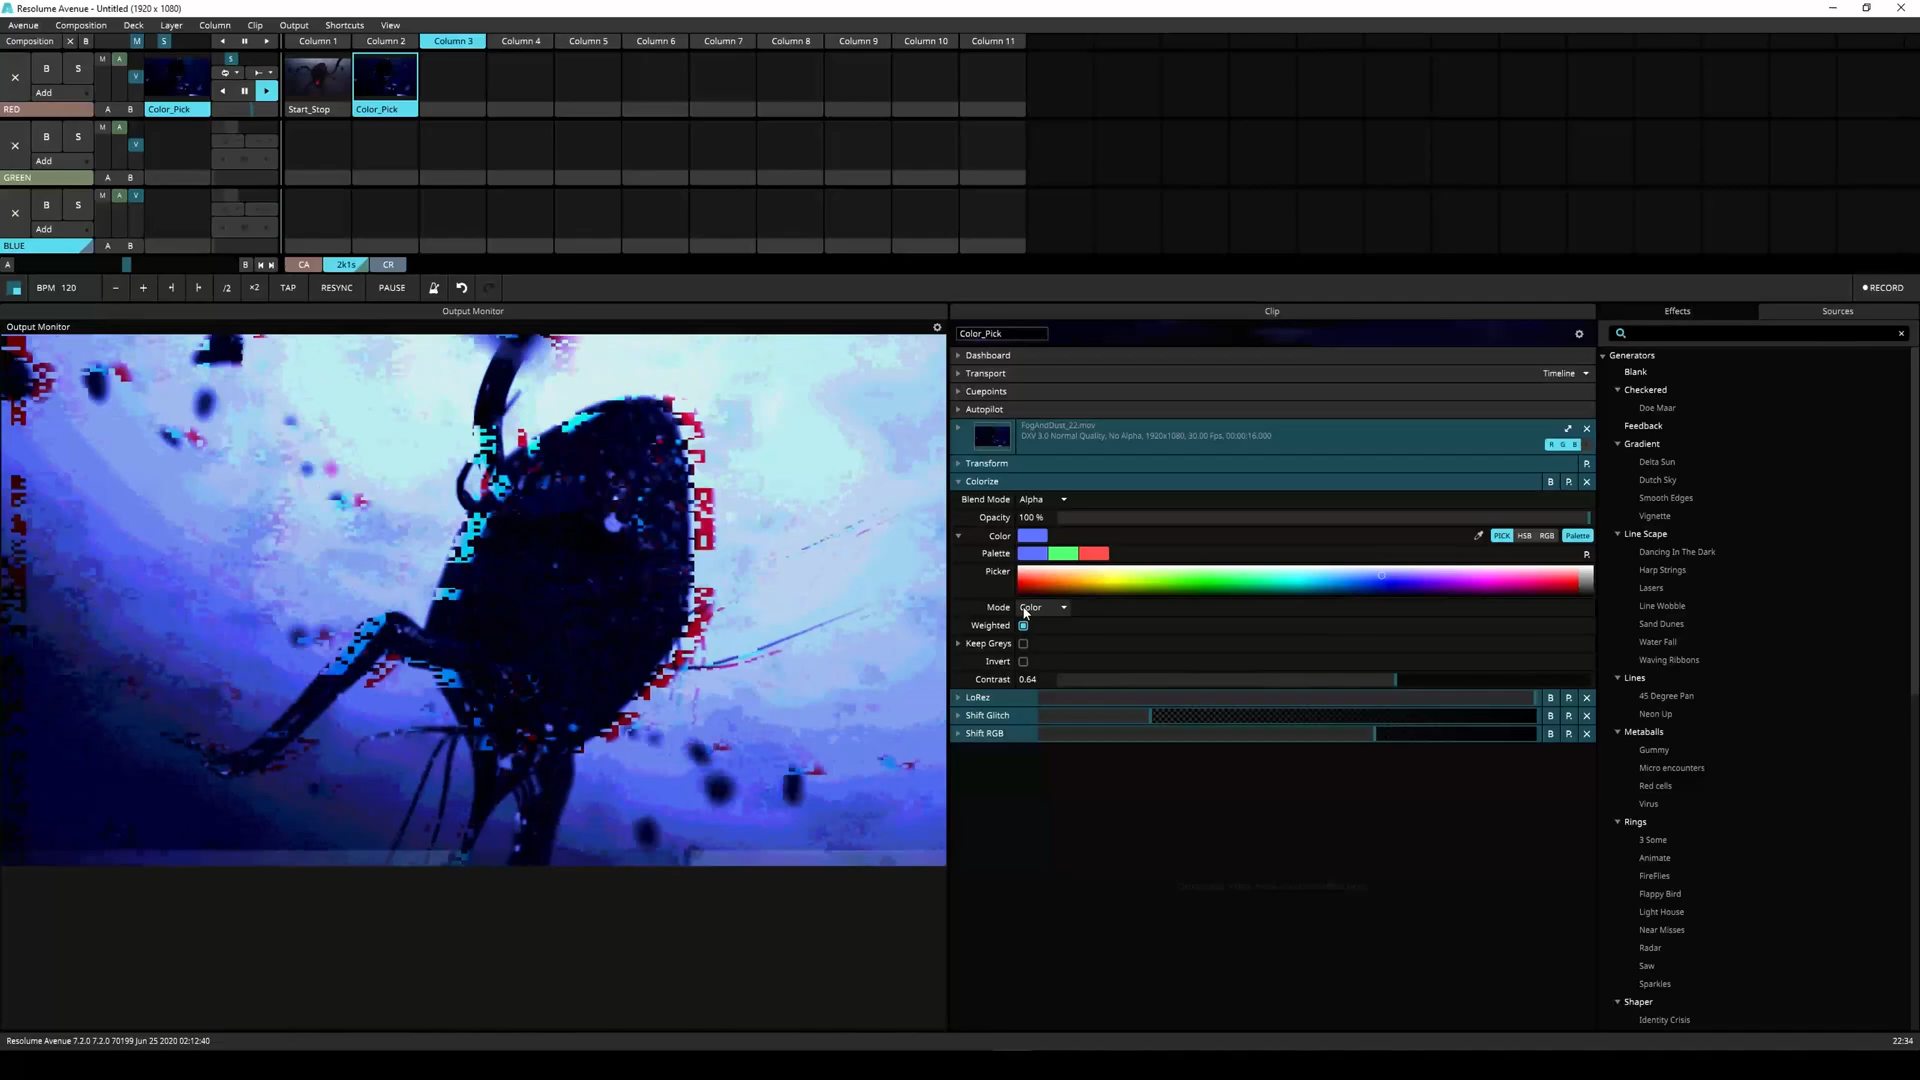 Resolume Avenue - Untitled (1920 x 1080)
Avenue Composition Deck Layer Column Clip Output Shortcuts View
Composition X B M S Column 1 Column 2 Column 3 Column 4 Column 5 Column 6 Column 7 Column 8 Column 9 Column 10 Column 11
B S M A V S
Add
RED A B Color_Pick Start_Stop Color_Pick
B S M A V
Add
GREEN A B
B S M A V
Add
BLUE A B
A B CA 2k1s CR
BPM 120 − + /2 ×2 TAP RESYNC PAUSE RECORD
Output Monitor Clip Effects Sources
Output Monitor
Color_Pick
Dashboard
Transport Timeline
Cuepoints
Autopilot
FogAndDust_22.mov
DXV 3.0 Normal Quality, No Alpha, 1920x1080, 30.00 Fps, 00:00:16.000
R G B
Transform P.
Colorize B P.
Blend Mode Alpha
Opacity 100 %
Color PICK HSB RGB Palette
Palette P.
Picker
Mode Color
Weighted
Keep Greys
Invert
Contrast 0.64
LoRez B P.
Shift Glitch B P.
Shift RGB B P.
Generators
Blank
Checkered
Doe Maar
Feedback
Gradient
Delta Sun
Dutch Sky
Smooth Edges
Vignette
Line Scape
Dancing In The Dark
Harp Strings
Lasers
Line Wobble
Sand Dunes
Water Fall
Waving Ribbons
Lines
45 Degree Pan
Neon Up
Metaballs
Gummy
Micro encounters
Red cells
Virus
Rings
3 Some
Animate
FireFlies
Flappy Bird
Light House
Near Misses
Radar
Saw
Sparkles
Shaper
Identity Crisis
Resolume Avenue 7.2.0 7.2.0 70199 Jun 25 2020 02:12:40 22:34